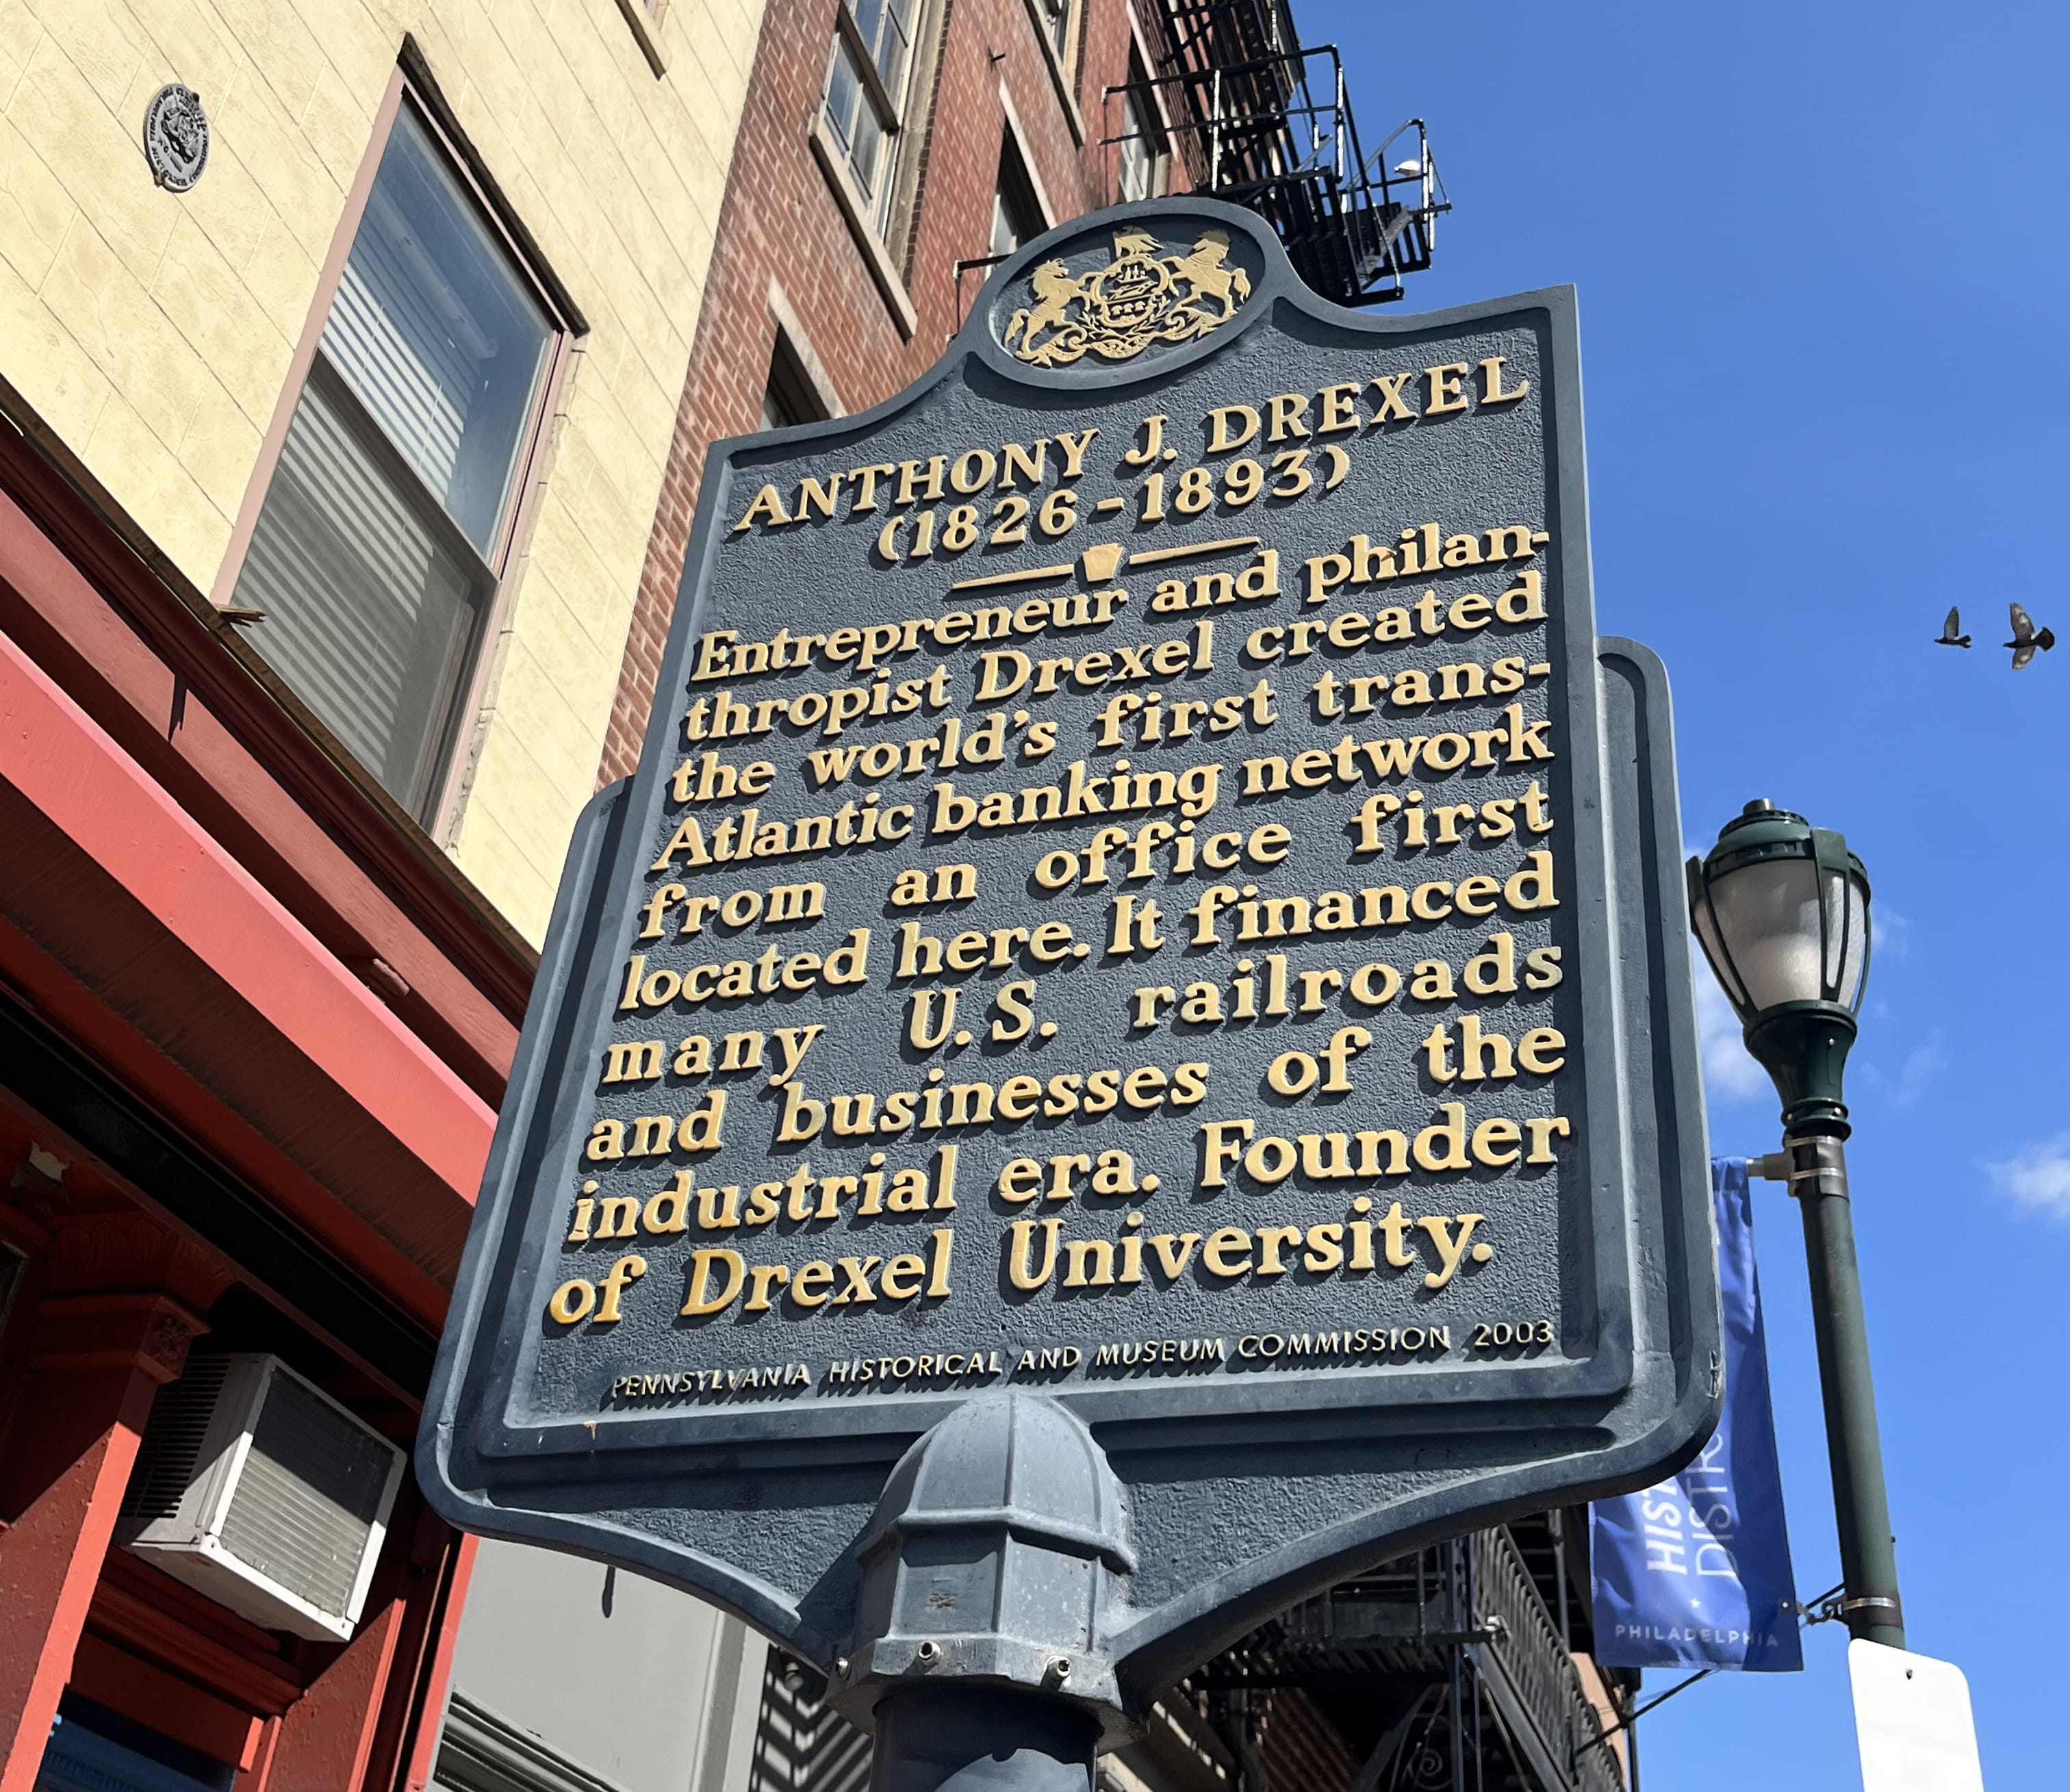 ANTHONY J. DREXEL
(1826-1893)
Entrepreneur and philan-
thropist Drexel created
the world's first trans-
Atlantic banking network
from an office first
located here. It financed
many U.S. railroads
and businesses of the
industrial era. Founder
of Drexel University.
PENNSYLVANIA HISTORICAL AND MUSEUM COMMISSION 2003
PHILADELPHIA